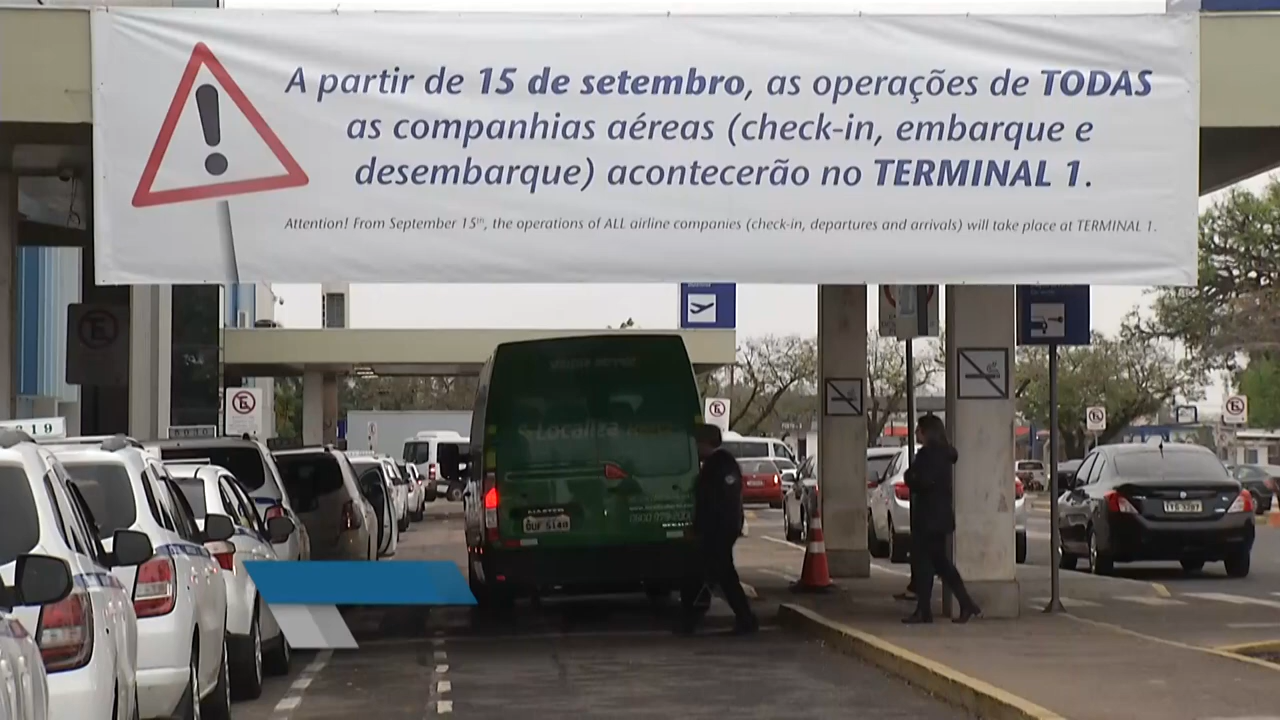 A partir de 15 de setembro, as operações de TODAS
as companhias aéreas (check-in, embarque e
desembarque) acontecerão no TERMINAL 1.
Attention! From September 15th, the operations of ALL airline companies (check-in, departures and arrivals) will take place at TERMINAL 1.
Localiza